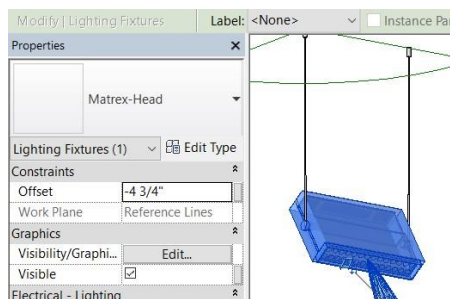 Modify | Lighting Fixtures Label: <None> Instance Par
Properties
Matrex-Head
Lighting Fixtures (1) Edit Type
Constraints
Offset -4 3/4"
Work Plane Reference Lines
Graphics
Visibility/Graphi... Edit...
Visible
Electrical - Lighting